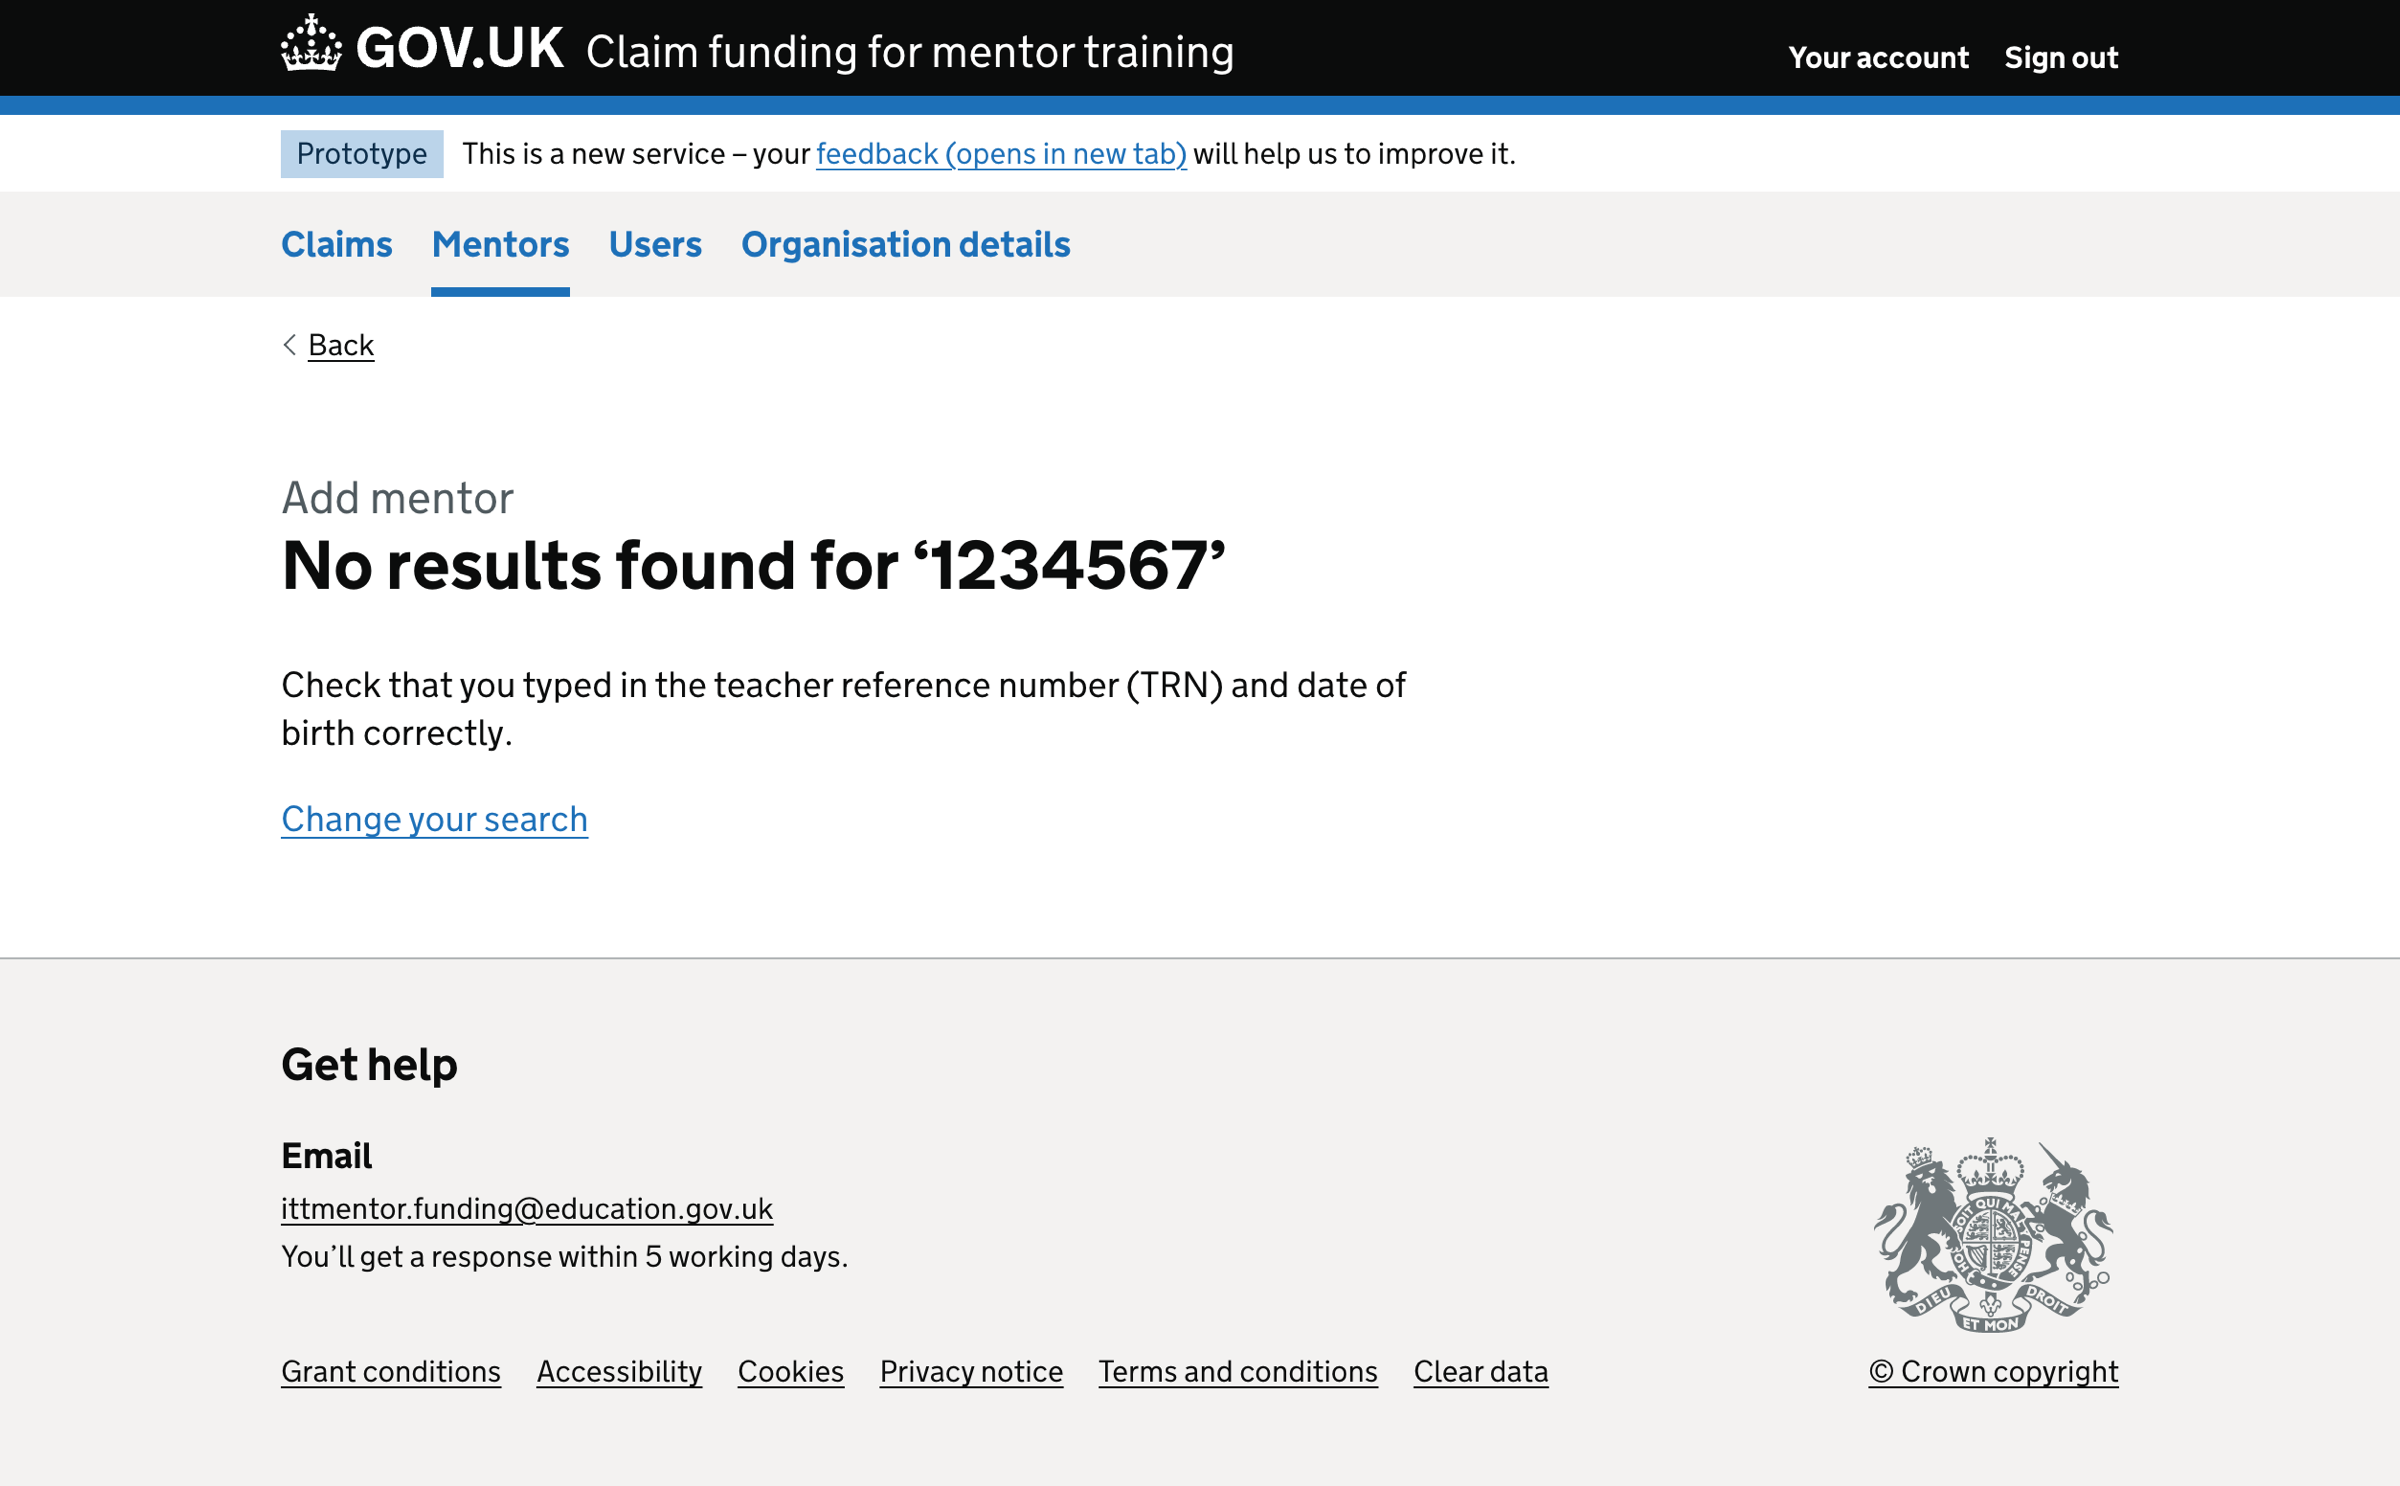 GOV.UK Claim funding for mentor training
Your account Sign out
Prototype This is a new service – your feedback (opens in new tab) will help us to improve it.
Claims Mentors Users Organisation details
Back
Add mentor
No results found for ‘1234567’
Check that you typed in the teacher reference number (TRN) and date of
birth correctly.
Change your search
Get help
Email
ittmentor.funding@education.gov.uk
You’ll get a response within 5 working days.
HONI SOIT QUI MAL Y PENSE
DIEU ET MON DROIT
Grant conditions Accessibility Cookies Privacy notice Terms and conditions Clear data
© Crown copyright